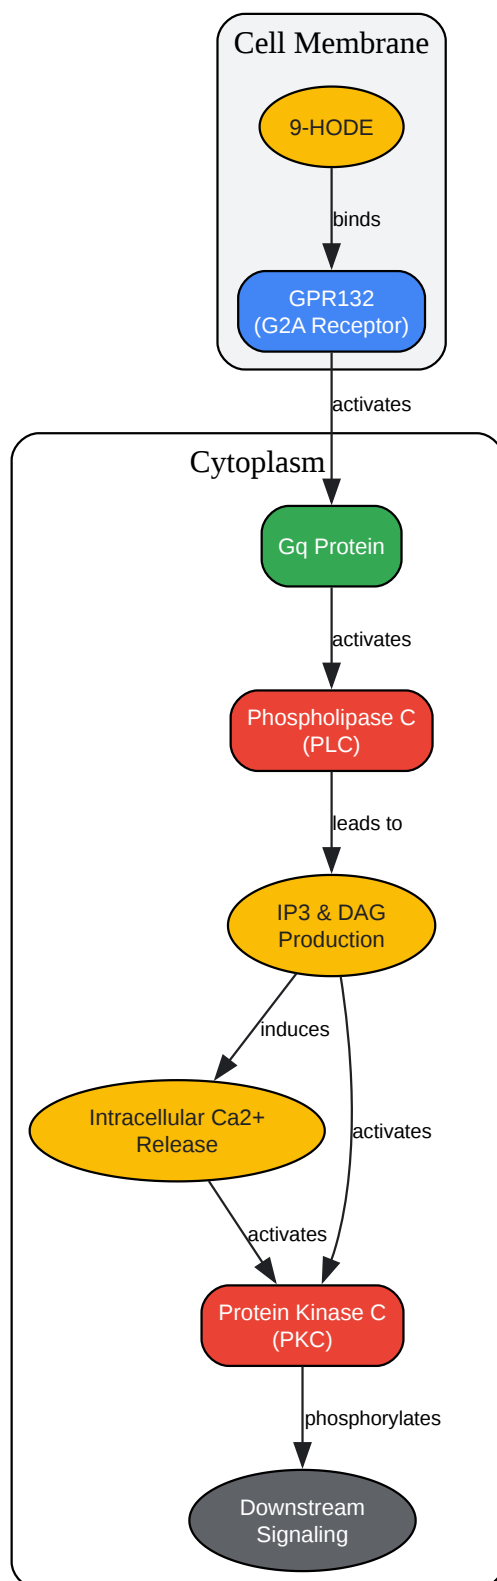 Cell Membrane
9-HODE
binds
GPR132
(G2A Receptor)
activates
Cytoplasm
Gq Protein
activates
Phospholipase C
(PLC)
leads to
IP3 & DAG
Production
induces
Intracellular Ca2+
Release
activates
activates
Protein Kinase C
(PKC)
phosphorylates
Downstream
Signaling